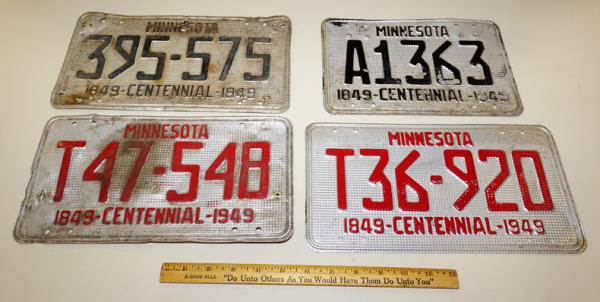 MINNESOTA
395-575
1849-CENTENNIAL-1949
MINNESOTA
A1363
1849-CENTENNIAL-1949
MINNESOTA
T47-548
1849-CENTENNIAL-1949
MINNESOTA
T36-920
1849-CENTENNIAL-1949
A GOOD RULE "Do Unto Others As You Would Have Them Do Unto You"